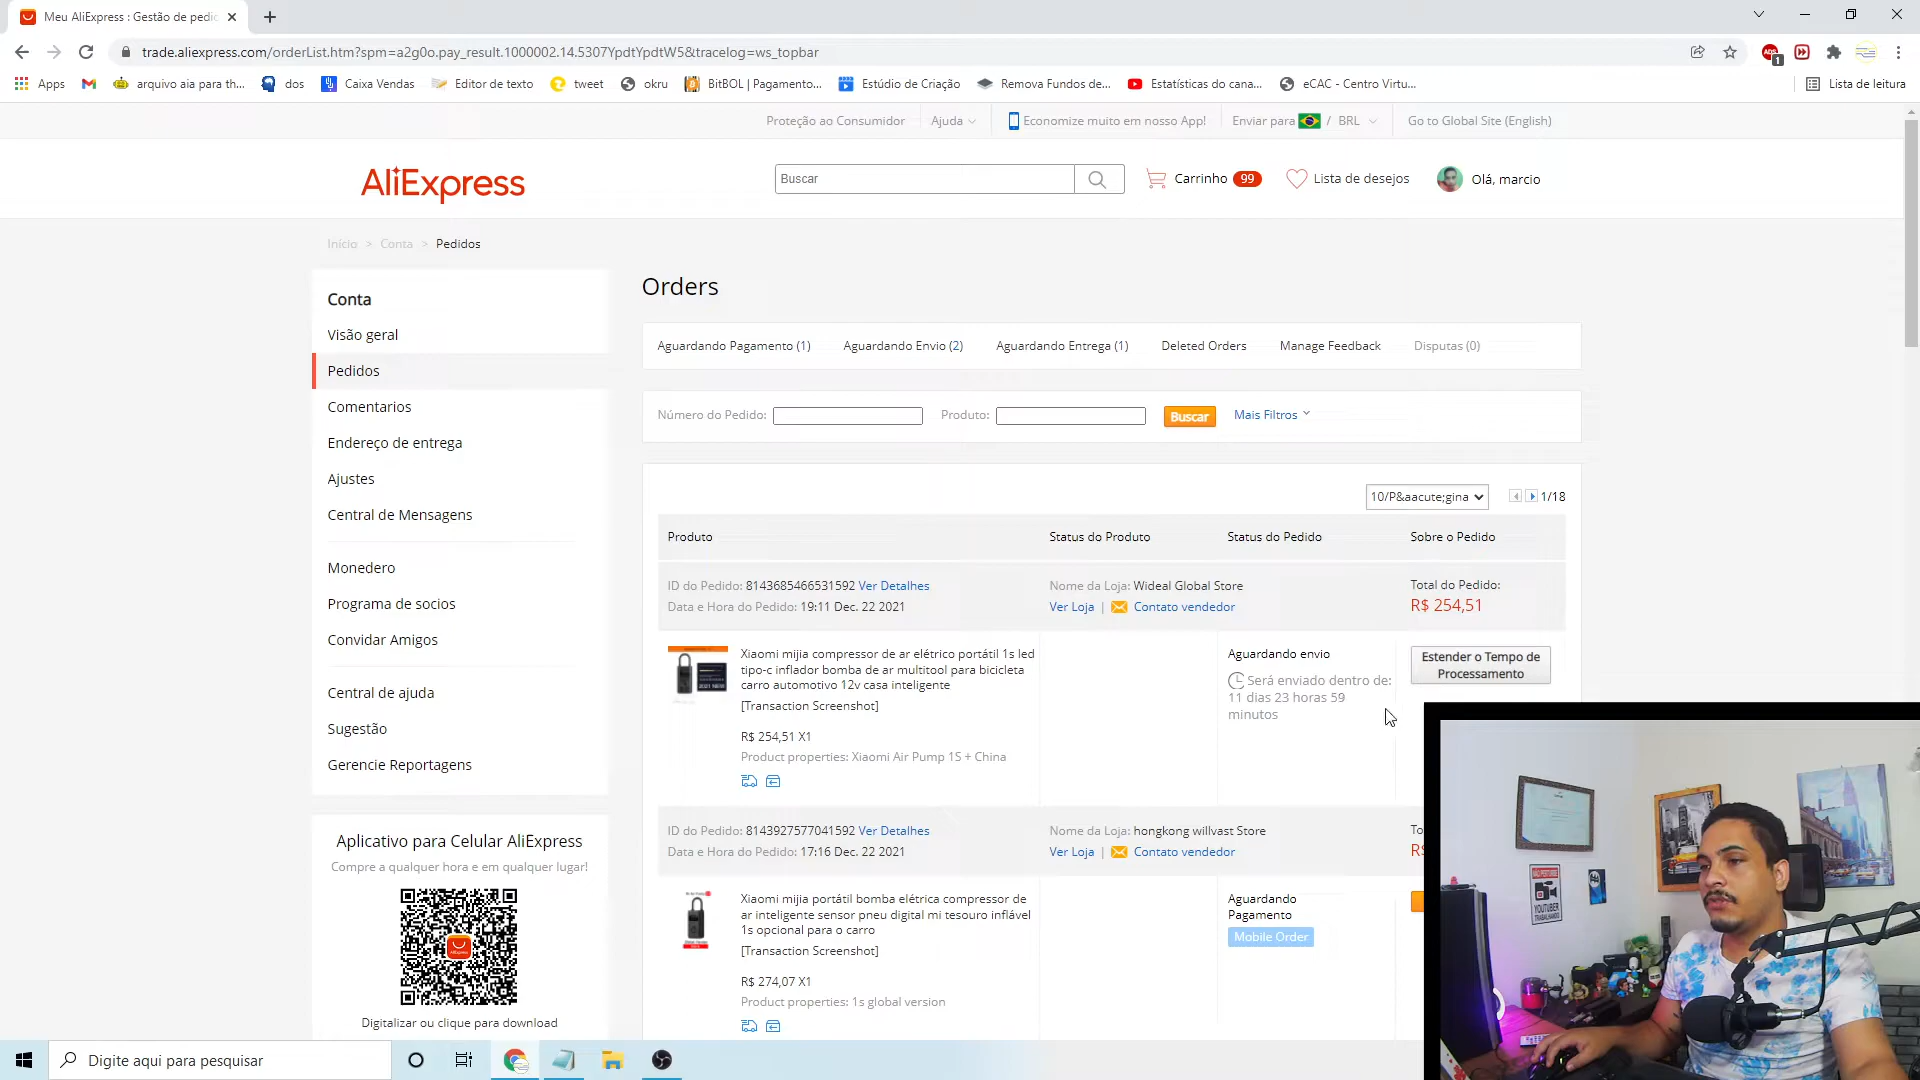 Meu AliExpress : Gestão de pedid
trade.aliexpress.com/orderList.htm?spm=a2g0o.pay_result.1000002.14.5307YpdtYpdtW5&tracelog=ws_topbar
Apps
arquivo aia para th...
dos
Caixa Vendas
Editor de texto
tweet
okru
BitBOL | Pagamento...
Estúdio de Criação
Remova Fundos de...
Estatísticas do cana...
eCAC - Centro Virtu...
Lista de leitura
Proteção ao Consumidor
Ajuda
Economize muito em nosso App!
Enviar para / BRL
Go to Global Site (English)
AliExpress
Buscar
Carrinho 99
Lista de desejos
Olá, marcio
Início > Conta > Pedidos
Conta
Visão geral
Pedidos
Comentarios
Endereço de entrega
Ajustes
Central de Mensagens
Monedero
Programa de socios
Convidar Amigos
Central de ajuda
Sugestão
Gerencie Reportagens
Aplicativo para Celular AliExpress
Compre a qualquer hora e em qualquer lugar!
Digitalizar ou clique para download
Orders
Aguardando Pagamento (1)
Aguardando Envio (2)
Aguardando Entrega (1)
Deleted Orders
Manage Feedback
Disputas (0)
Número do Pedido:
Produto:
Buscar
Mais Filtros
10/P&aacute;gina
1/18
Produto
Status do Produto
Status do Pedido
Sobre o Pedido
ID do Pedido: 8143685466531592 Ver Detalhes
Data e Hora do Pedido: 19:11 Dec. 22 2021
Nome da Loja: Wideal Global Store
Ver Loja | Contato vendedor
Total do Pedido:
R$ 254,51
Xiaomi mijia compressor de ar elétrico portátil 1s led
tipo-c inflador bomba de ar multitool para bicicleta
carro automotivo 12v casa inteligente
[Transaction Screenshot]
R$ 254,51 X1
Product properties: Xiaomi Air Pump 1S + China
Aguardando envio
Será enviado dentro de:
11 dias 23 horas 59
minutos
Estender o Tempo de
Processamento
ID do Pedido: 8143927577041592 Ver Detalhes
Data e Hora do Pedido: 17:16 Dec. 22 2021
Nome da Loja: hongkong willvast Store
Ver Loja | Contato vendedor
To
R$
Xiaomi mijia portátil bomba elétrica compressor de
ar inteligente sensor pneu digital mi tesouro inflável
1s opcional para o carro
[Transaction Screenshot]
R$ 274,07 X1
Product properties: 1s global version
Aguardando
Pagamento
Mobile Order
YOUTUBER
TRABALHANDO
Digite aqui para pesquisar